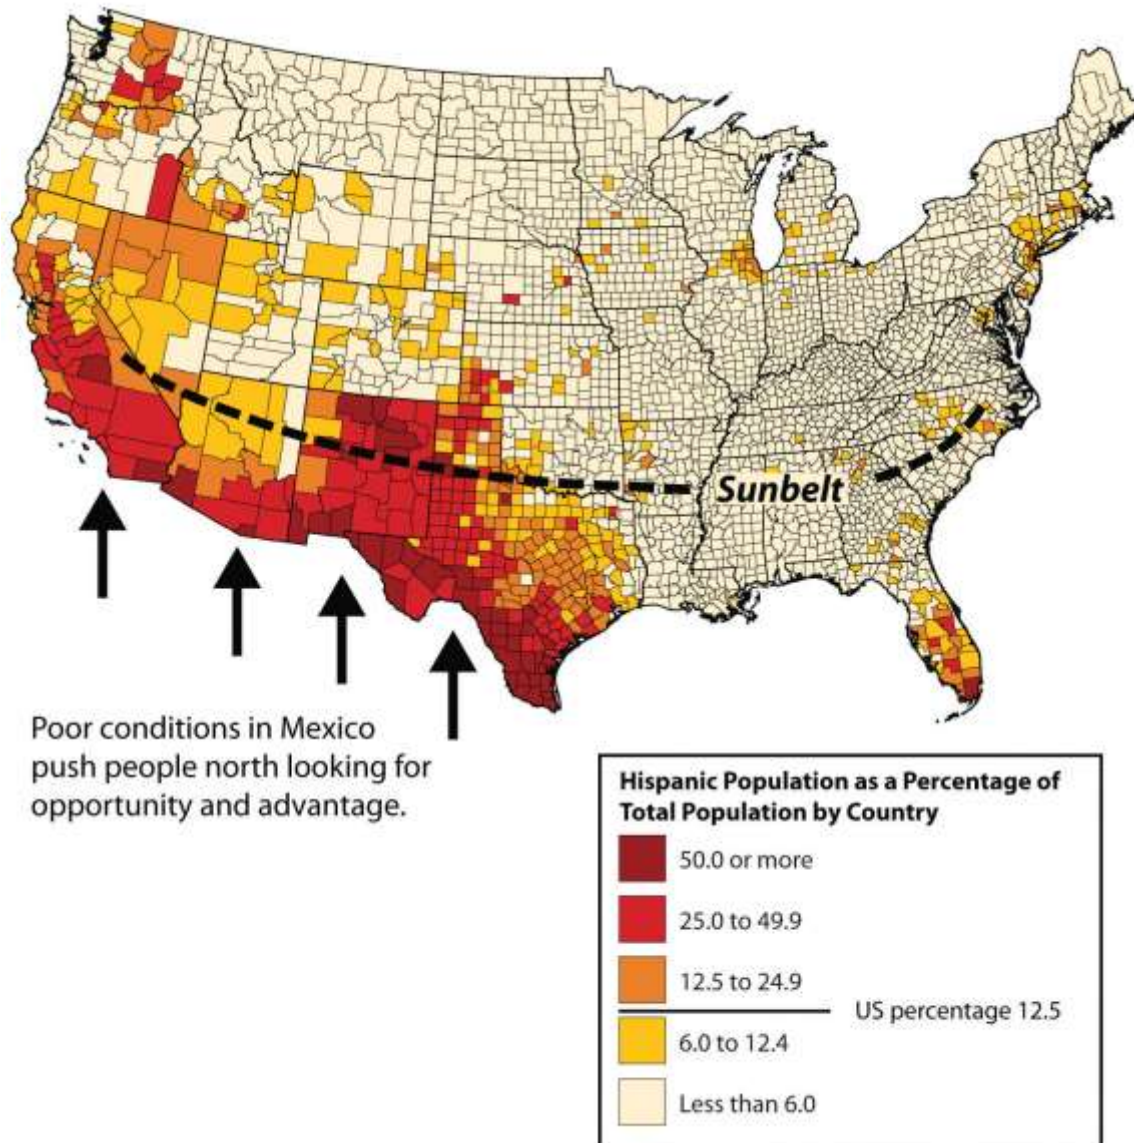 Sunbelt
Poor conditions in Mexico
push people north looking for
opportunity and advantage.
Hispanic Population as a Percentage of
Total Population by Country
50.0 or more
25.0 to 49.9
12.5 to 24.9
US percentage 12.5
6.0 to 12.4
Less than 6.0